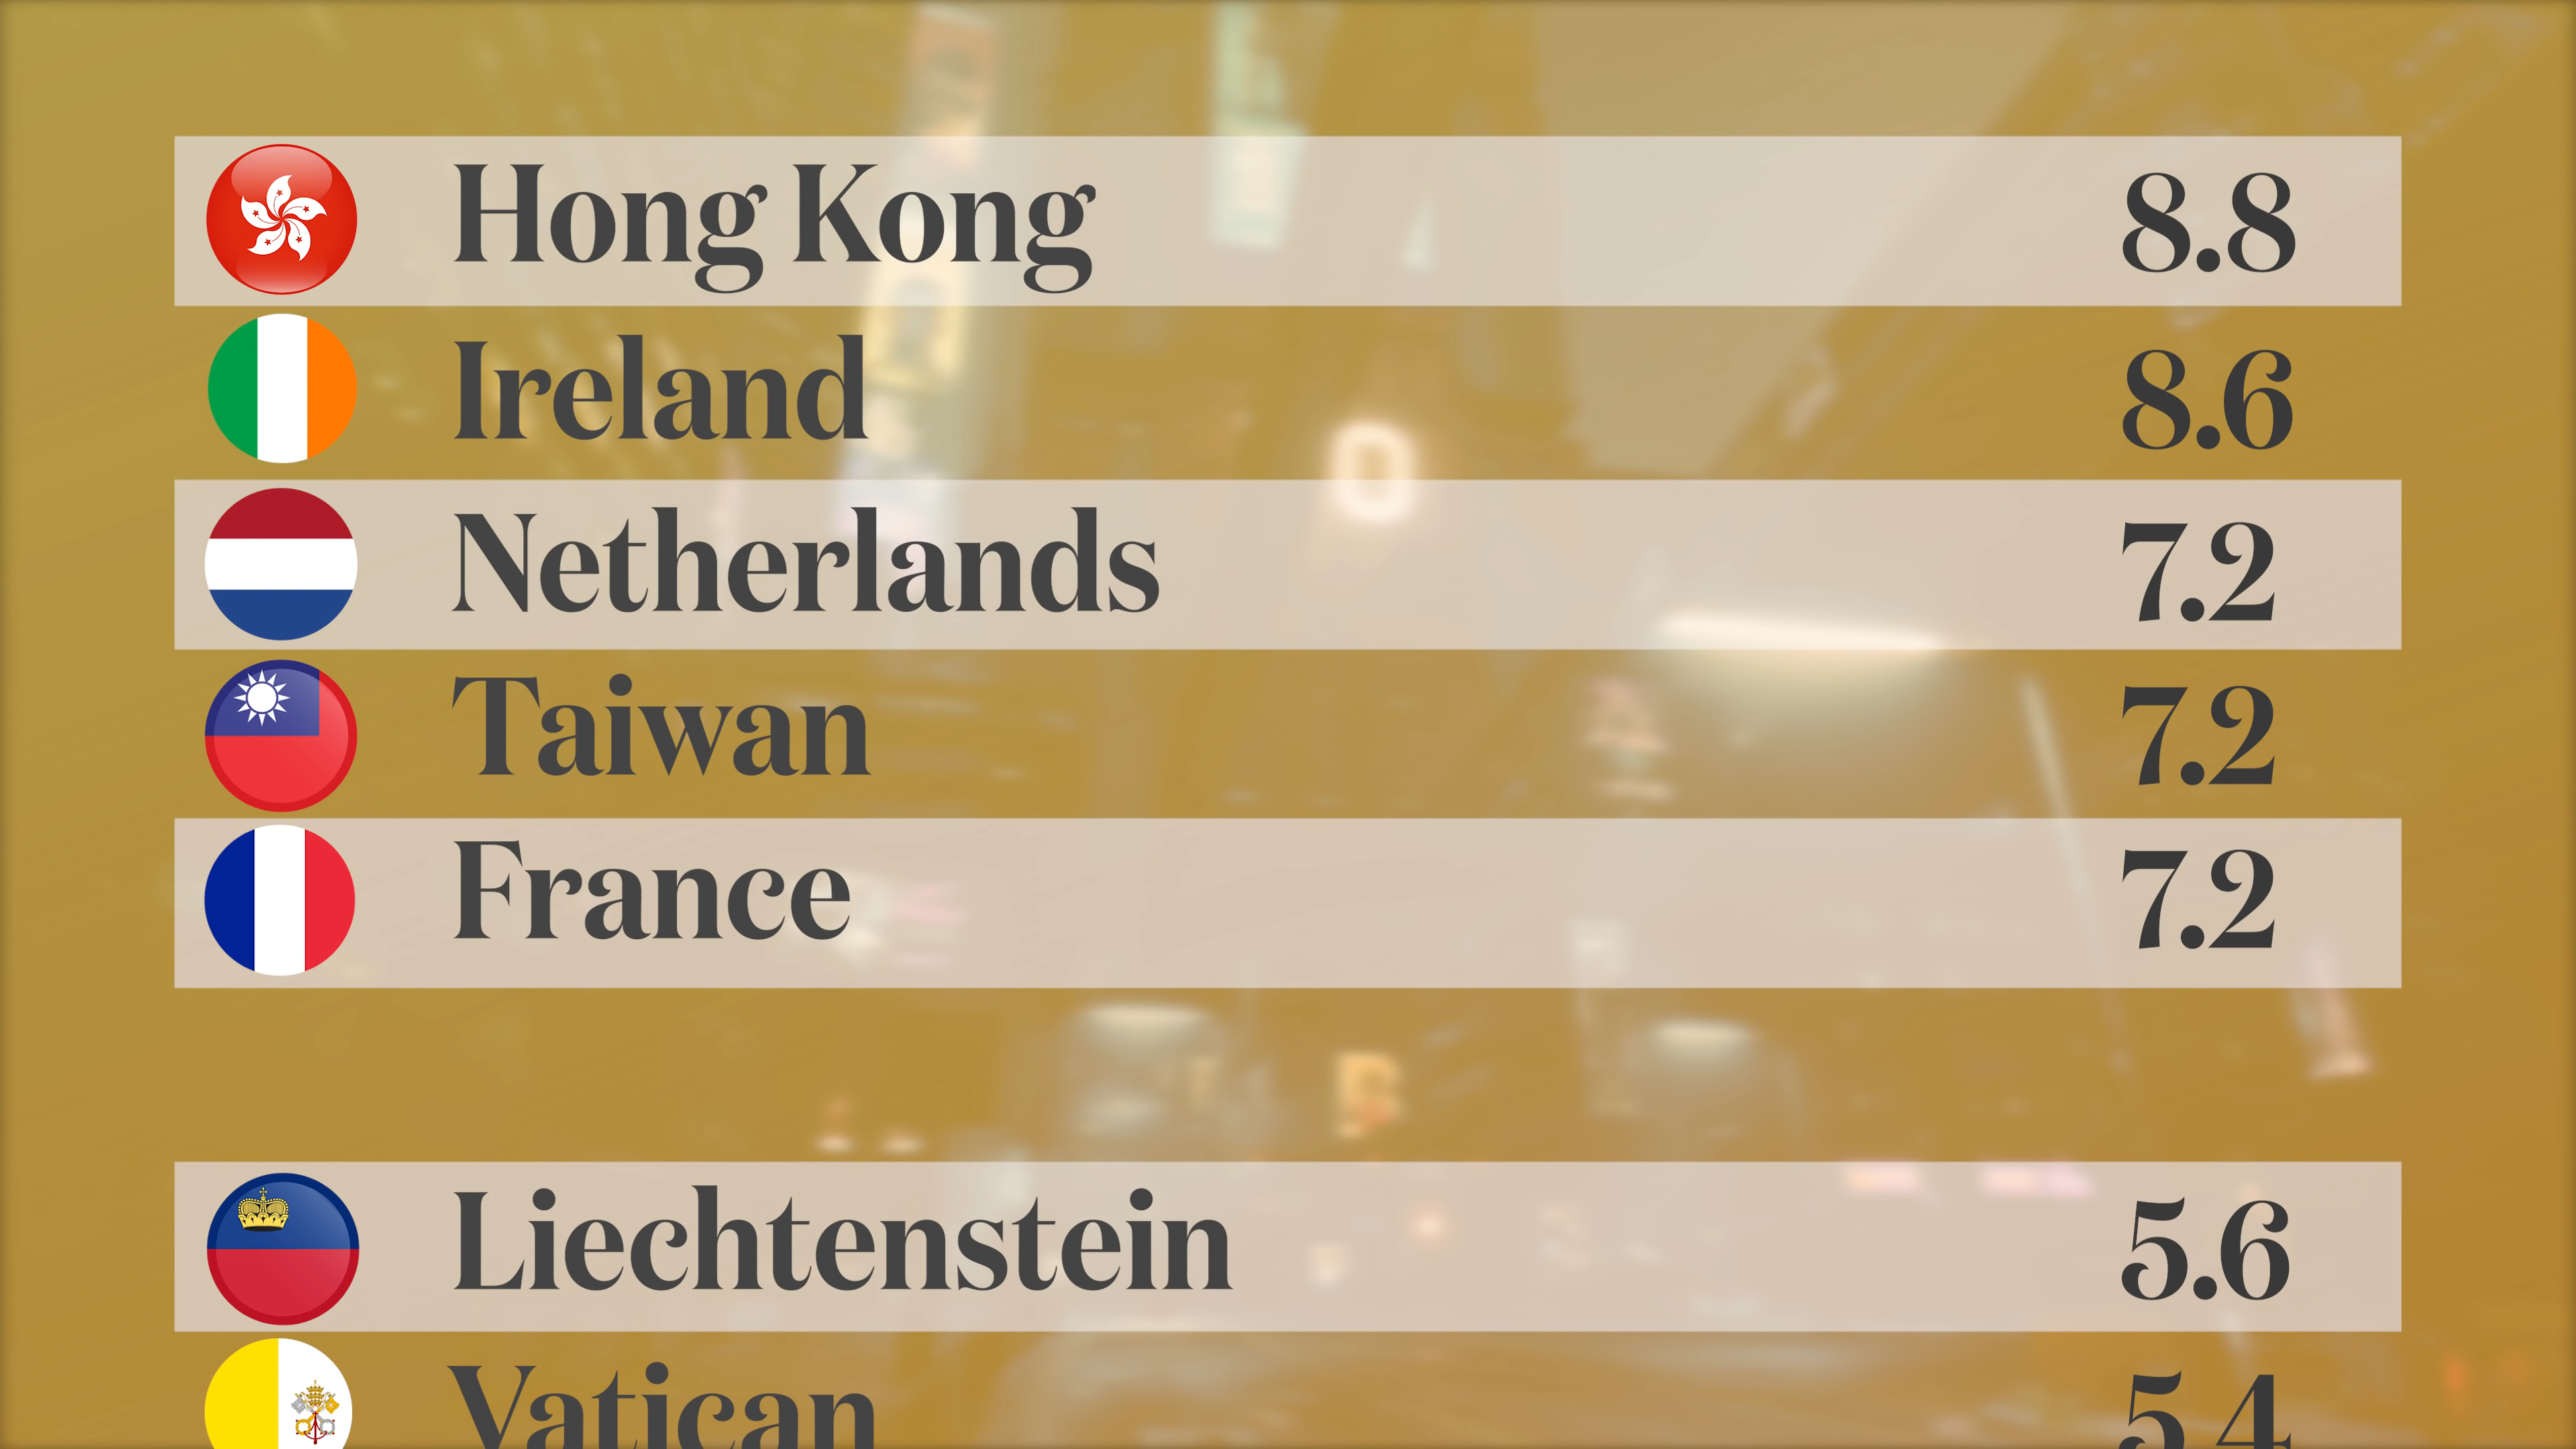 Hong Kong 8.8
Ireland 8.6
Netherlands 7.2
Taiwan 7.2
France 7.2
Liechtenstein 5.6
Vatican 5.4